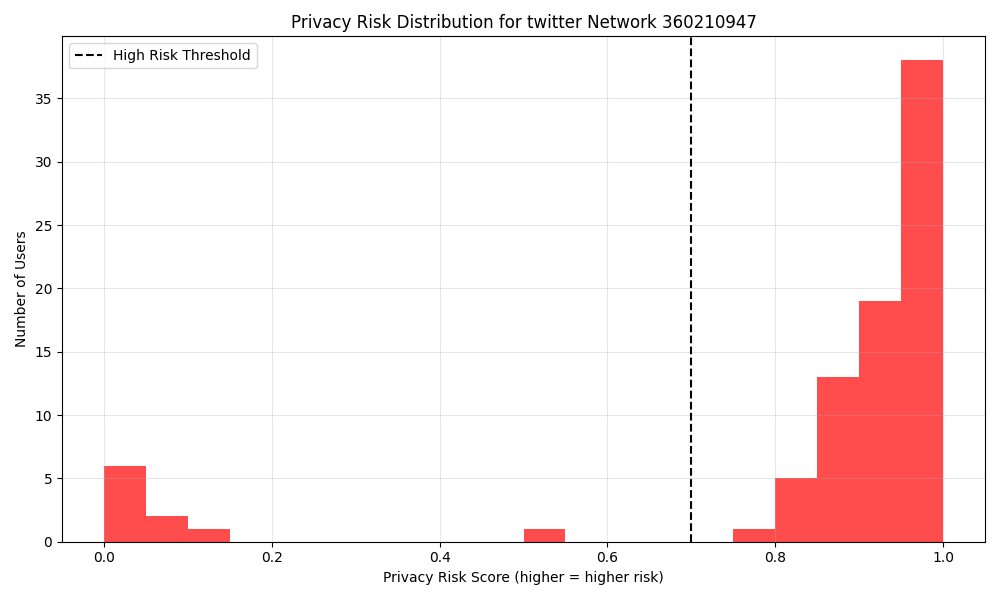 Privacy Risk Distribution for twitter Network 360210947
High Risk Threshold
Number of Users
35
30
25
20
15
10
5
0
0.0 0.2 0.4 0.6 0.8 1.0
Privacy Risk Score (higher = higher risk)